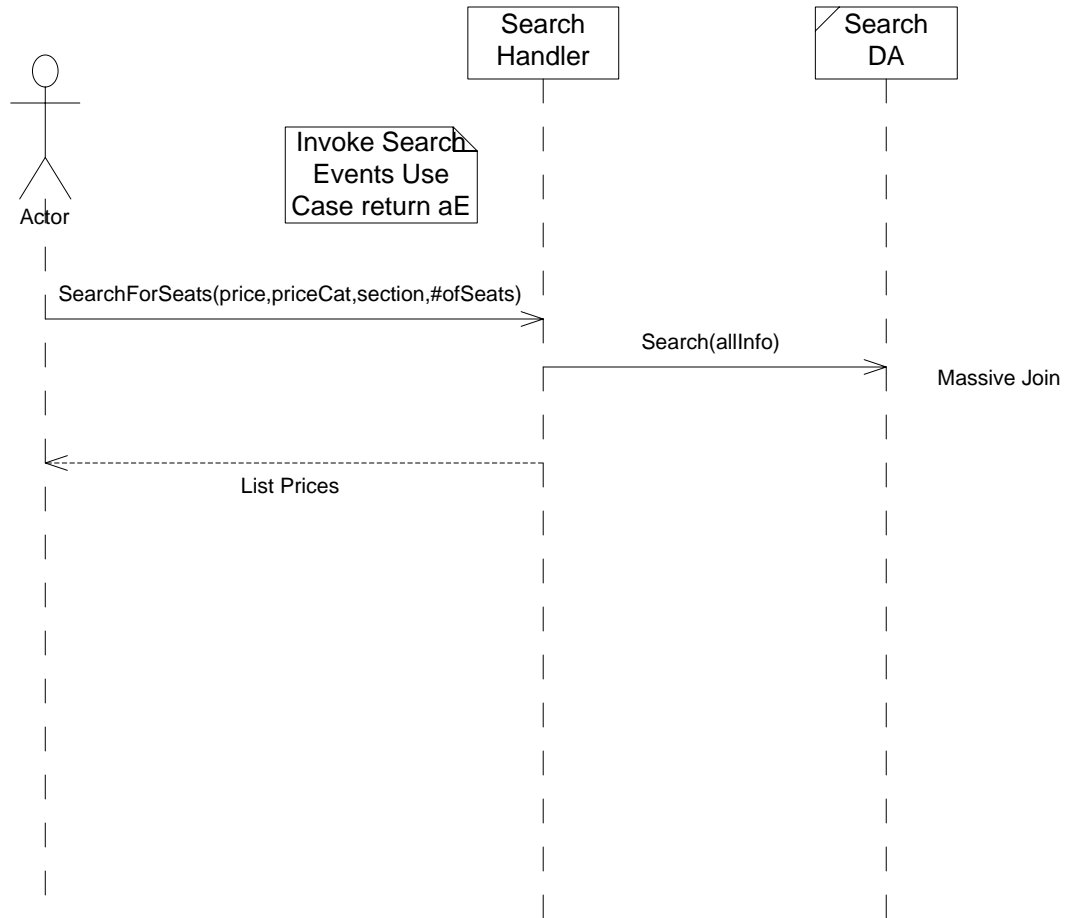 Search
Handler
Search
DA
Invoke Search
Events Use
Case return aE
Actor
SearchForSeats(price,priceCat,section,#ofSeats)
Search(allInfo)
Massive Join
List Prices